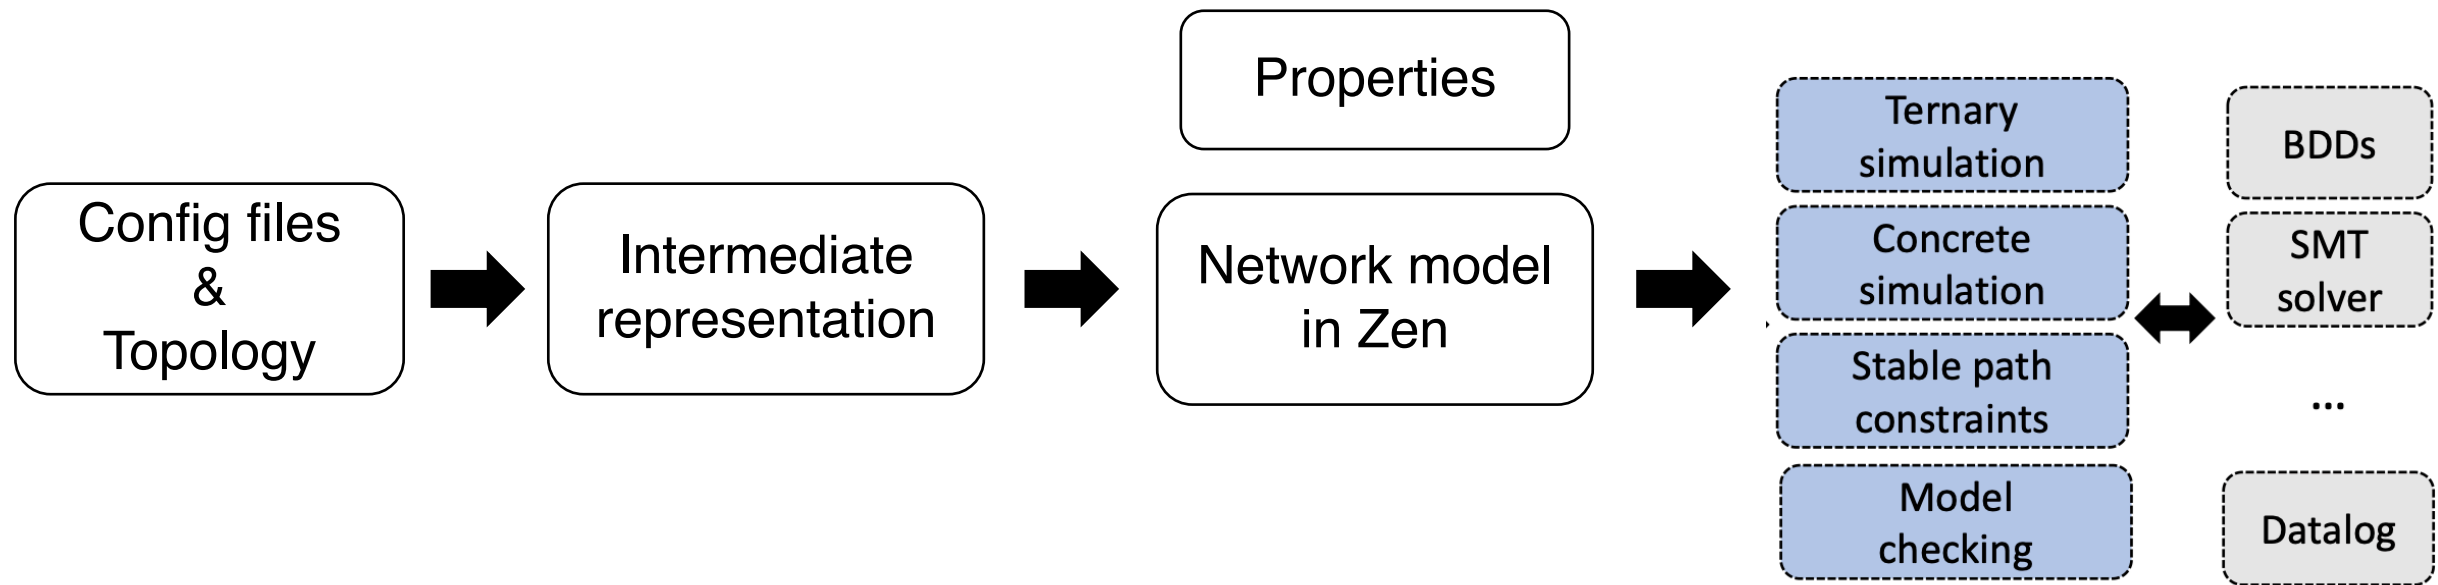 Config files
&
Topology
Intermediate
representation
Properties
Network model
in Zen
Ternary
simulation
Concrete
simulation
Stable path
constraints
Model
checking
BDDs
SMT
solver
...
Datalog